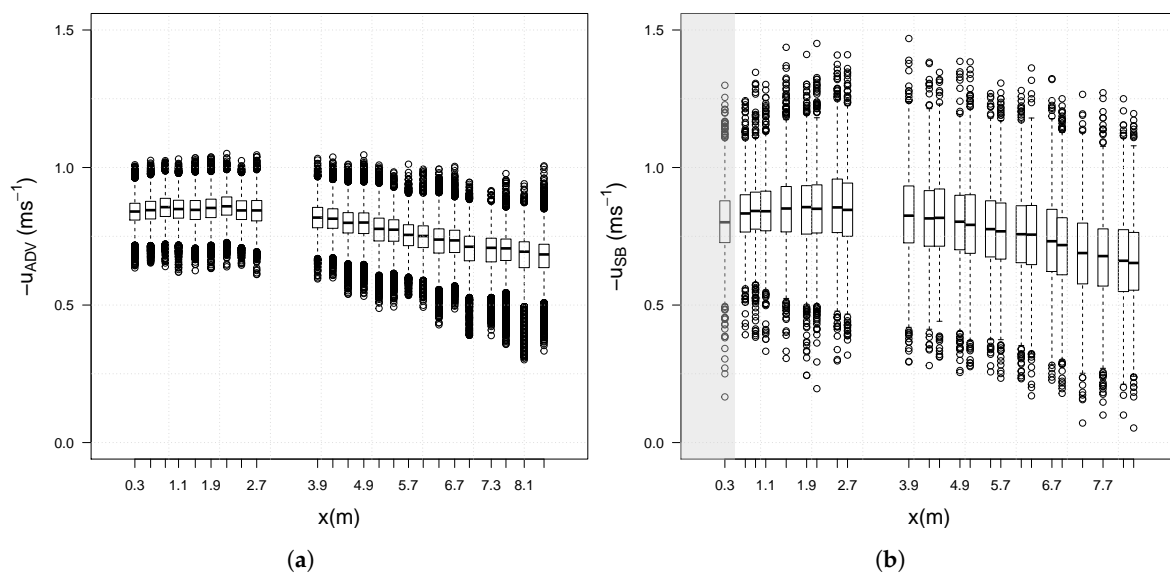 (a)
−u_ADV (ms⁻¹)
1.5
1.0
0.5
0.0
0.3 1.1 1.9 2.7 3.9 4.9 5.7 6.7 7.3 8.1
x(m)
(b)
−u_SB (ms⁻¹)
1.5
1.0
0.5
0.0
0.3 1.1 1.9 2.7 3.9 4.9 5.7 6.7 7.7
x(m)